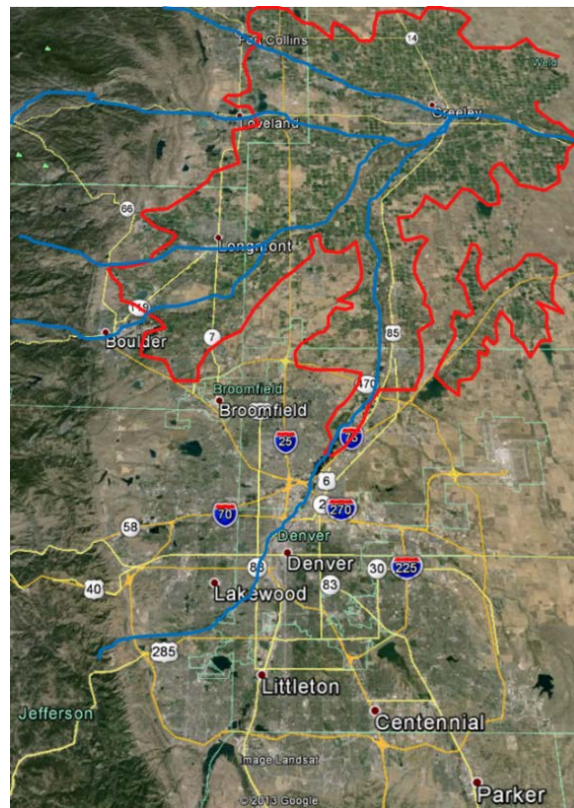 Fort Collins
14
Weld
Greeley
Loveland
66
Longmont
119
Boulder
7
85
470
Broomfield
Broomfield
25
76
6
70
270
58
Denver
Denver
88
30
225
40
Lakewood
83
285
Littleton
Jefferson
Centennial
Image Landsat
© 2013 Google
Parker